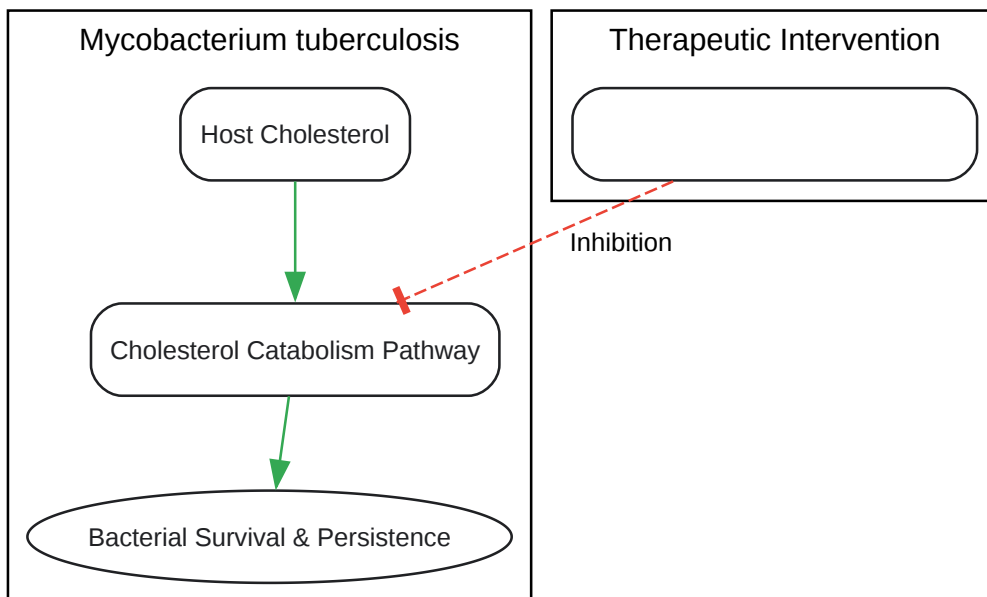 Mycobacterium tuberculosis
Host Cholesterol
Cholesterol Catabolism Pathway
Bacterial Survival & Persistence
Therapeutic Intervention
Inhibition